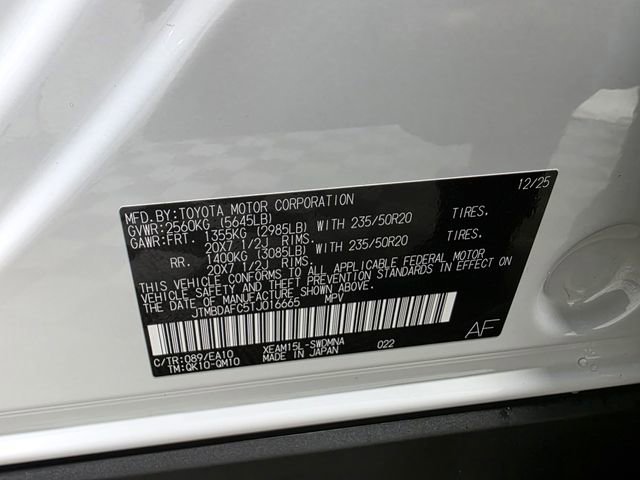 MFD.BY:TOYOTA MOTOR CORPORATION 12/25
GVWR:2560KG (5645LB)
GAWR:FRT. 1355KG (2985LB) WITH 235/50R20 TIRES.
20X7 1/2J RIMS.
RR. 1400KG (3085LB) WITH 235/50R20 TIRES.
20X7 1/2J RIMS.
THIS VEHICLE CONFORMS TO ALL APPLICABLE FEDERAL MOTOR
VEHICLE SAFETY AND THEFT PREVENTION STANDARDS IN EFFECT ON
THE DATE OF MANUFACTURE SHOWN ABOVE.
JTMBDAFC5TJ016665 MPV
C/TR:089/EA10 XEAM15L-SWDMNA 022 AF
TM:QK10-QM10 MADE IN JAPAN